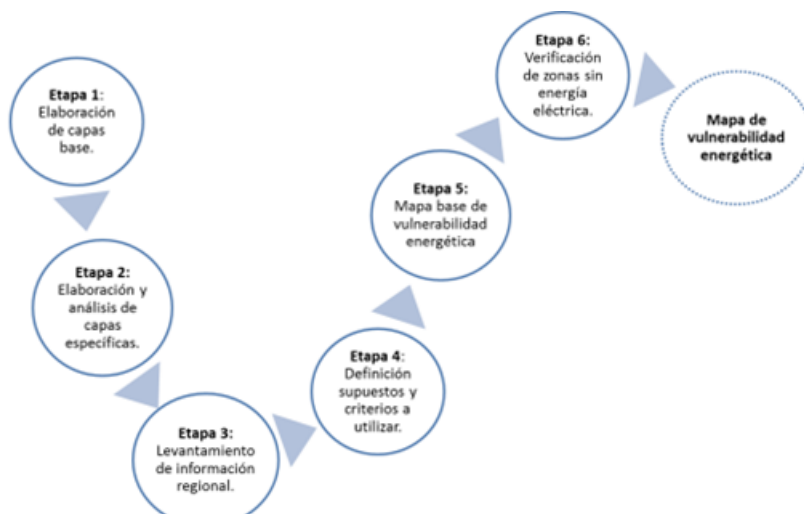 Etapa 1:
Elaboración
de capas
base.
Etapa 2:
Elaboración y
análisis de
capas
específicas.
Etapa 3:
Levantamiento
de información
regional.
Etapa 4:
Definición
supuestos y
criterios a
utilizar.
Etapa 5:
Mapa base de
vulnerabilidad
energética
Etapa 6:
Verificación
de zonas sin
energía
eléctrica.
Mapa de
vulnerabilidad
energética